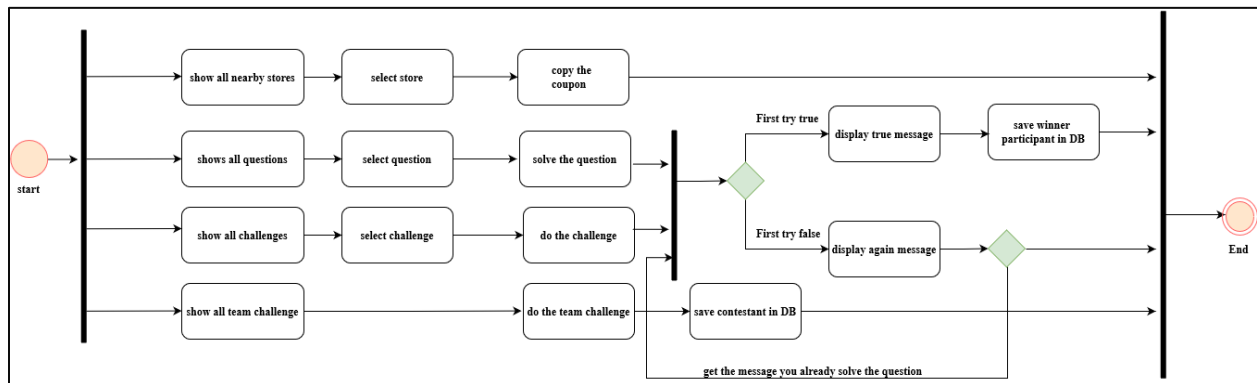 show all nearby stores
select store
copy the
coupon
First try true
display true message
save winner
participant in DB
start
shows all questions
select question
solve the question
show all challenges
select challenge
do the challenge
First try false
display again message
End
show all team challenge
do the team challenge
save contestant in DB
get the message you already solve the question